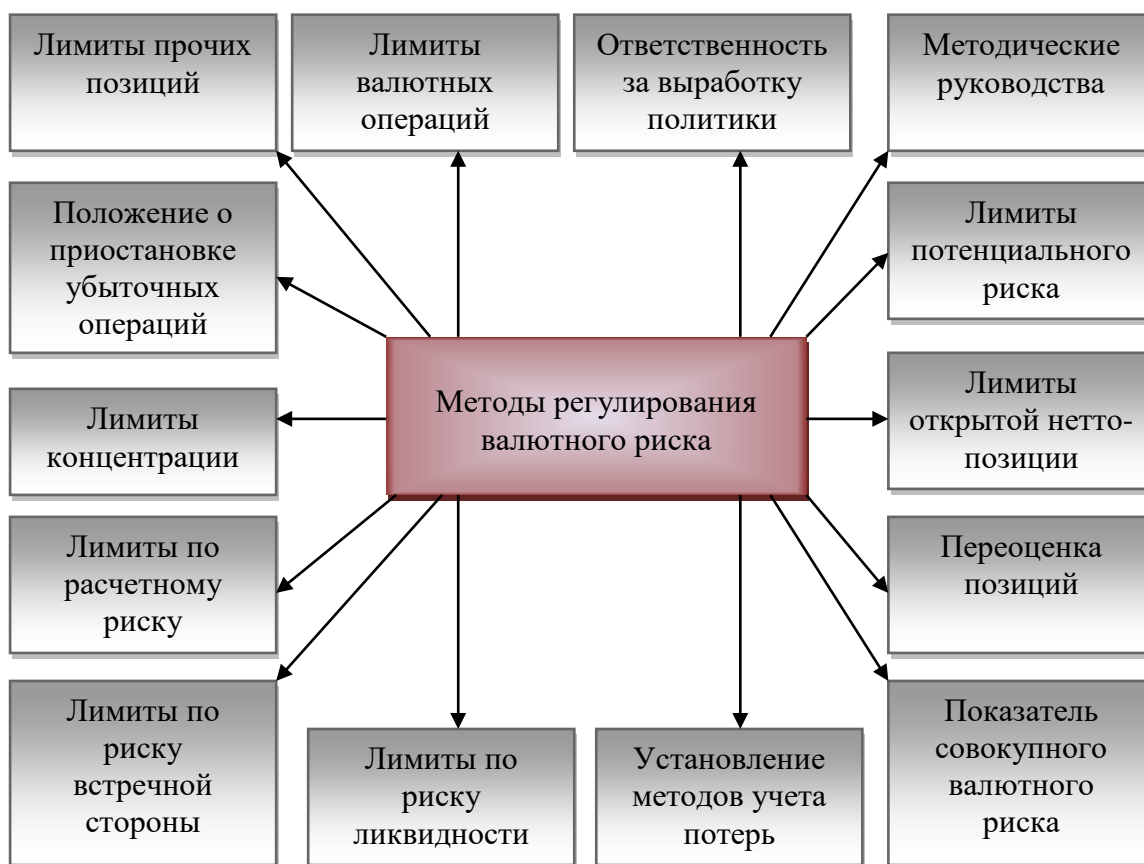 Лимиты прочих
позиций
Лимиты
валютных
операций
Ответственность
за выработку
политики
Методические
руководства
Положение о
приостановке
убыточных
операций
Лимиты
потенциального
риска
Методы регулирования
валютного риска
Лимиты
концентрации
Лимиты
открытой нетто-
позиции
Лимиты по
расчетному
риску
Переоценка
позиций
Лимиты по
риску
встречной
стороны
Лимиты по
риску
ликвидности
Установление
методов учета
потерь
Показатель
совокупного
валютного
риска